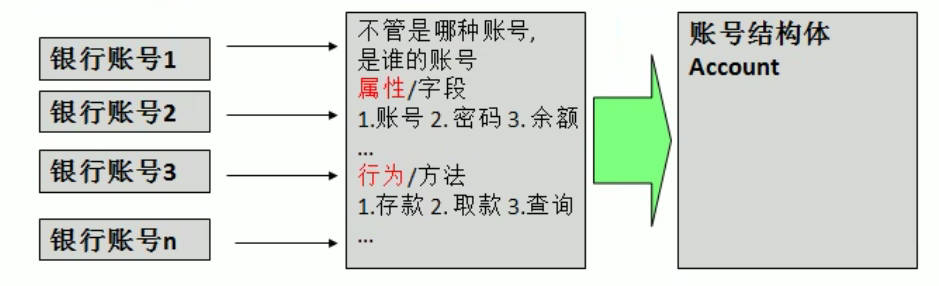 银行账号1
银行账号2
银行账号3
银行账号n
不管是哪种账号,
是谁的账号
属性/字段
1.账号 2. 密码 3. 余额
...
行为/方法
1.存款 2. 取款 3.查询
...
账号结构体
Account